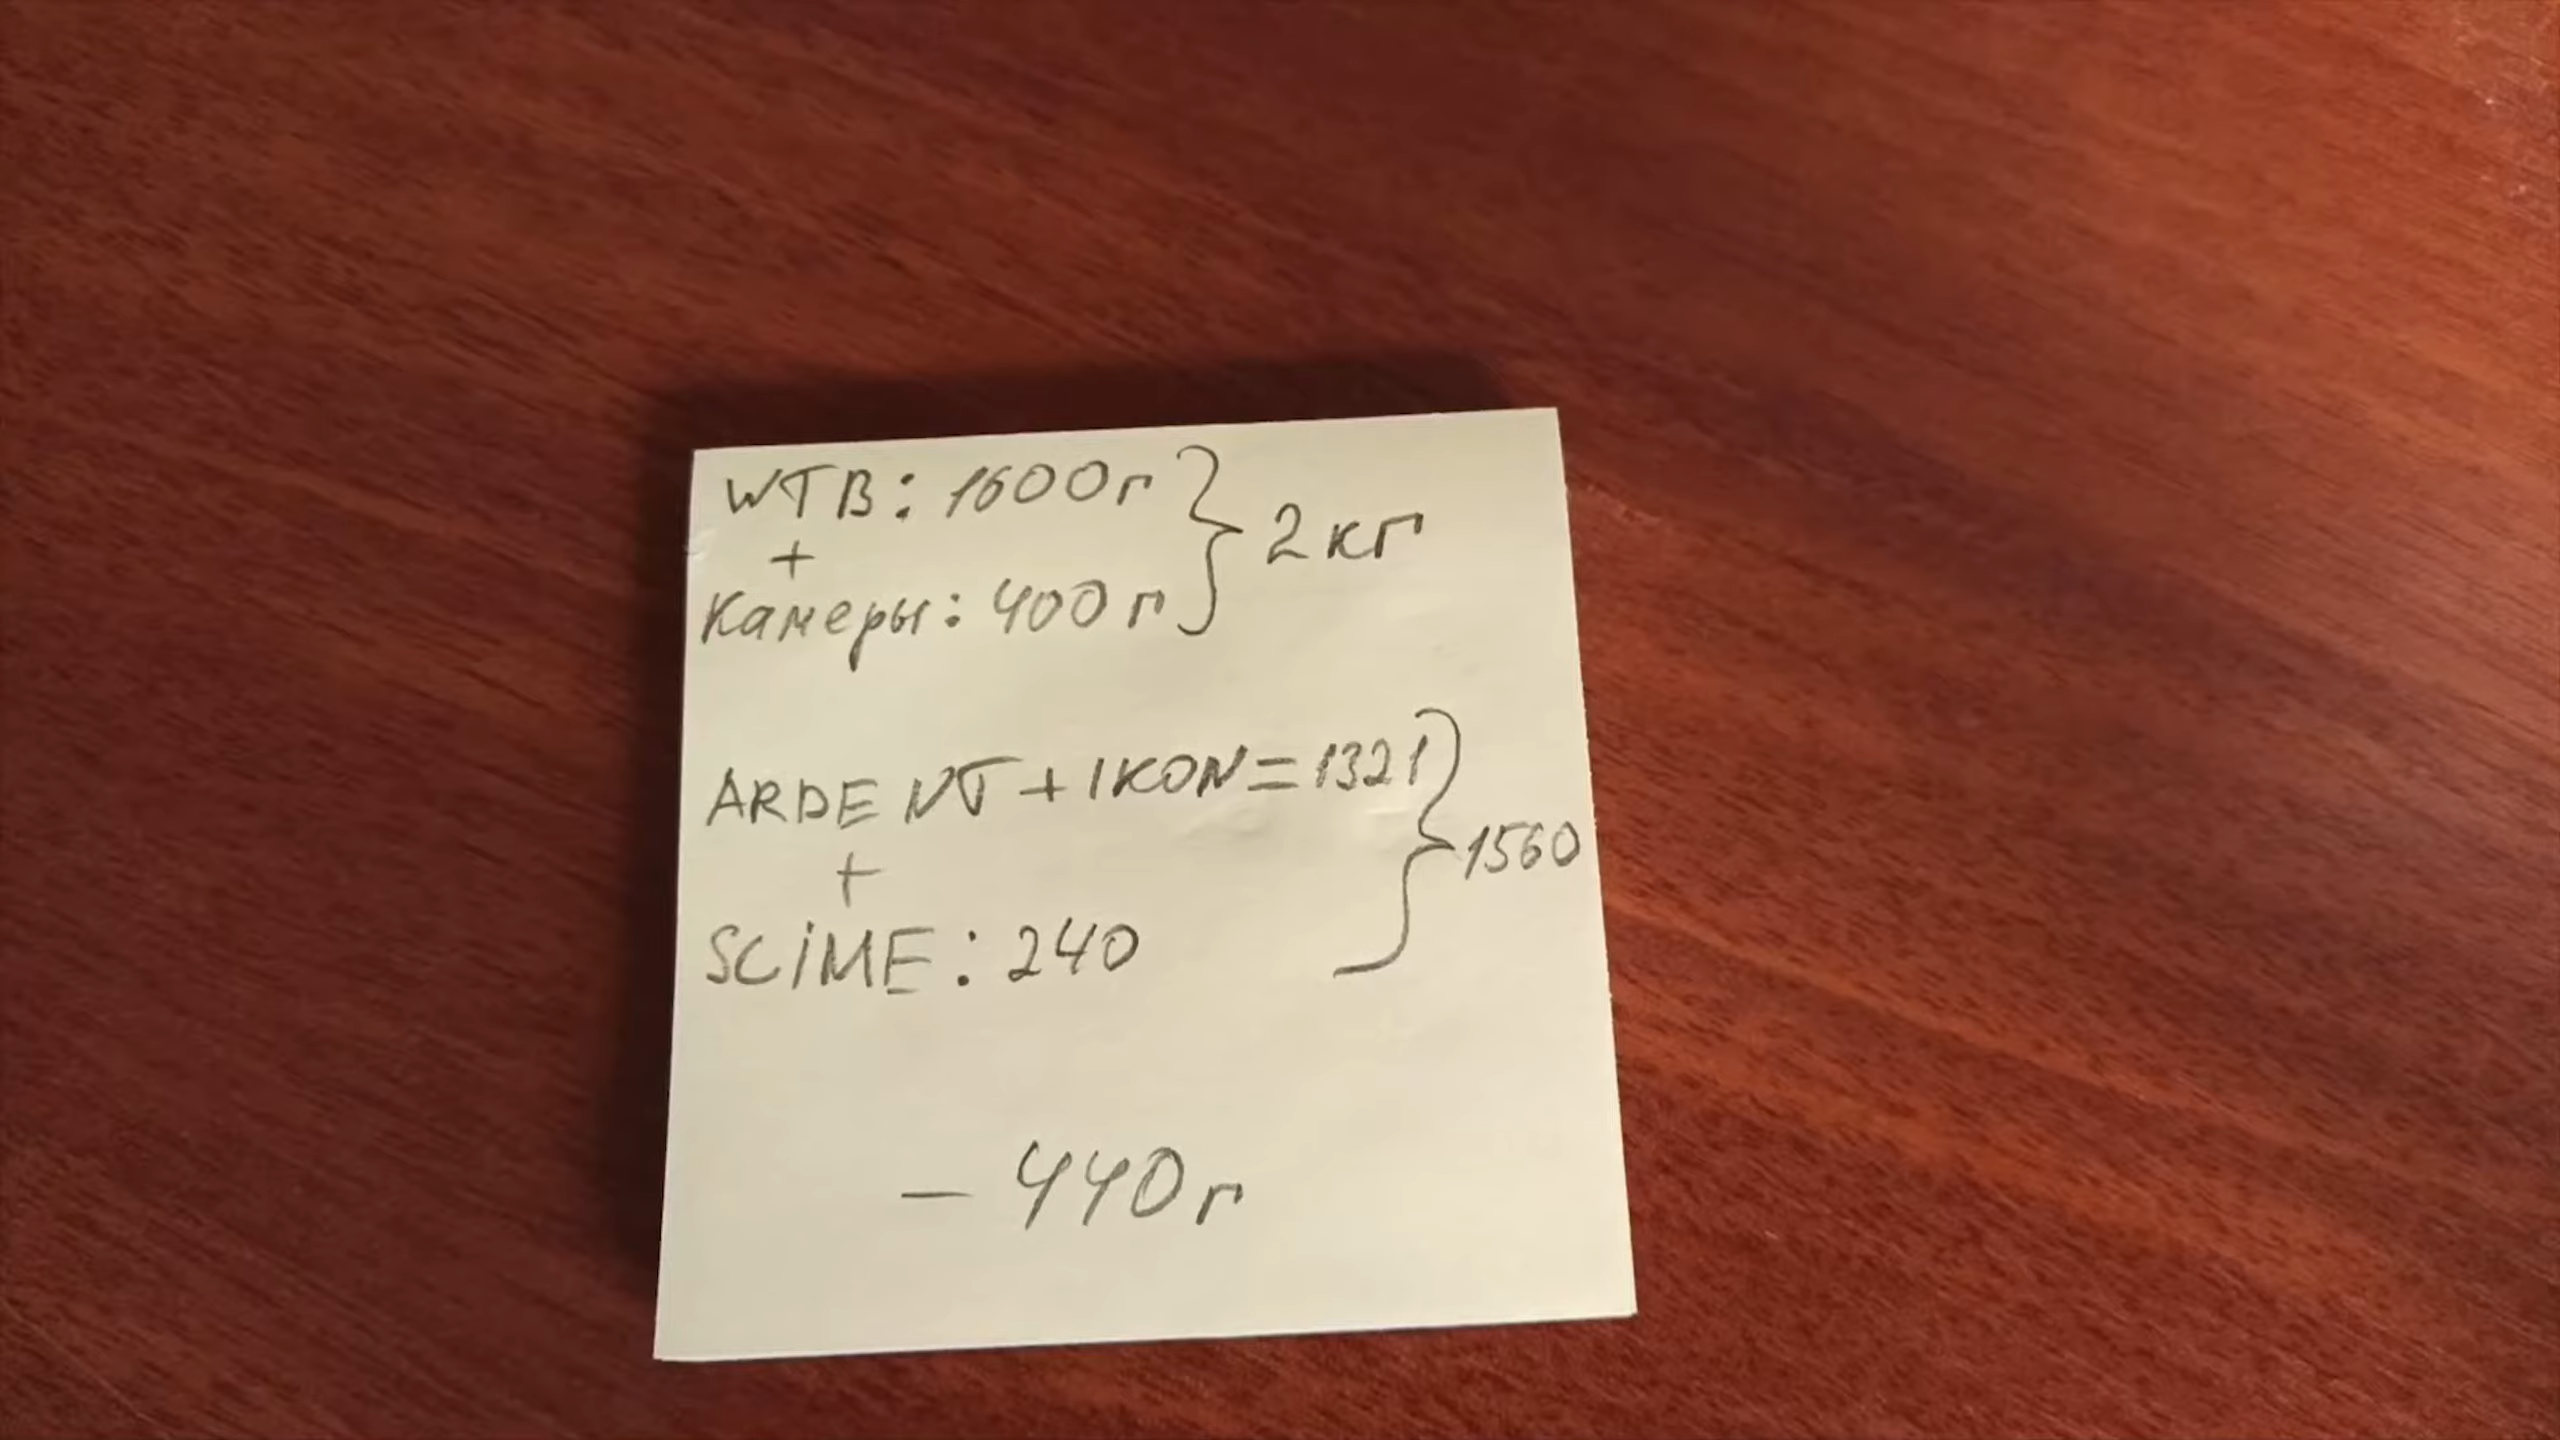 WTB: 1600г } 2кг
+
Камеры: 400г
ARDENT + IKON = 1321 } 1560
+
SCIME: 240
- 440г